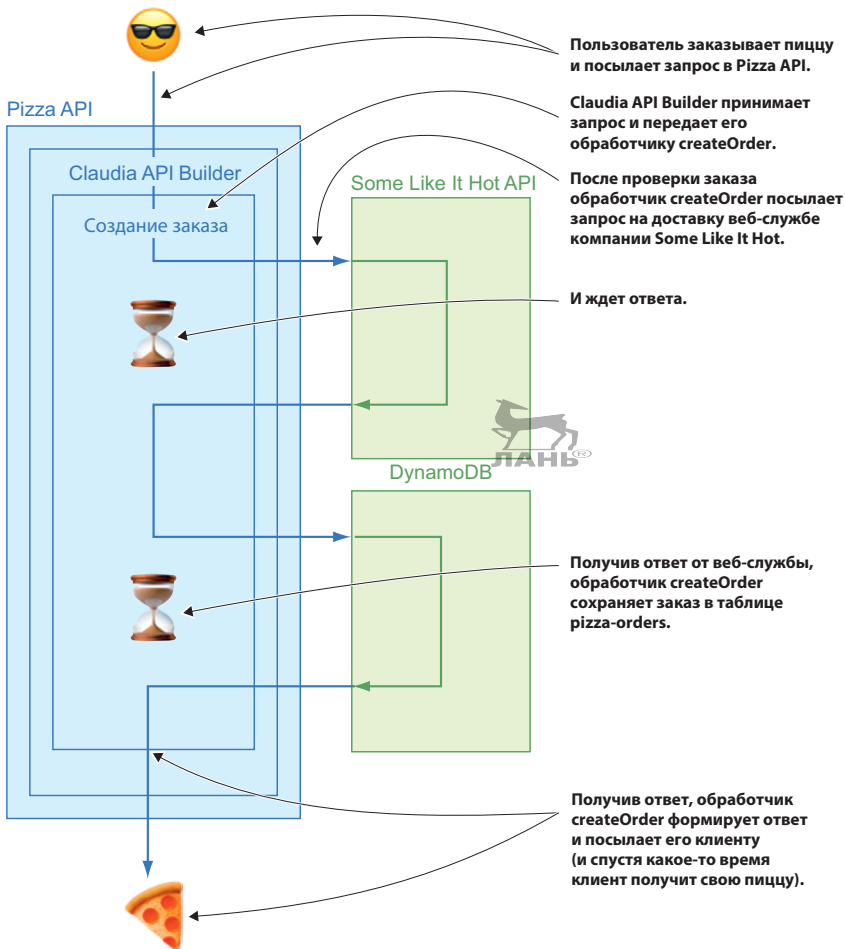 Пользователь заказывает пиццу
и посылает запрос в Pizza API.
Pizza API
Claudia API Builder принимает
запрос и передает его
обработчику createOrder.
Claudia API Builder
Some Like It Hot API
После проверки заказа
обработчик createOrder посылает
запрос на доставку веб-службе
компании Some Like It Hot.
Создание заказа
И ждет ответа.
ЛАНЬ®
DynamoDB
Получив ответ от веб-службы,
обработчик createOrder
сохраняет заказ в таблице
pizza-orders.
Получив ответ, обработчик
createOrder формирует ответ
и посылает его клиенту
(и спустя какое-то время
клиент получит свою пиццу).